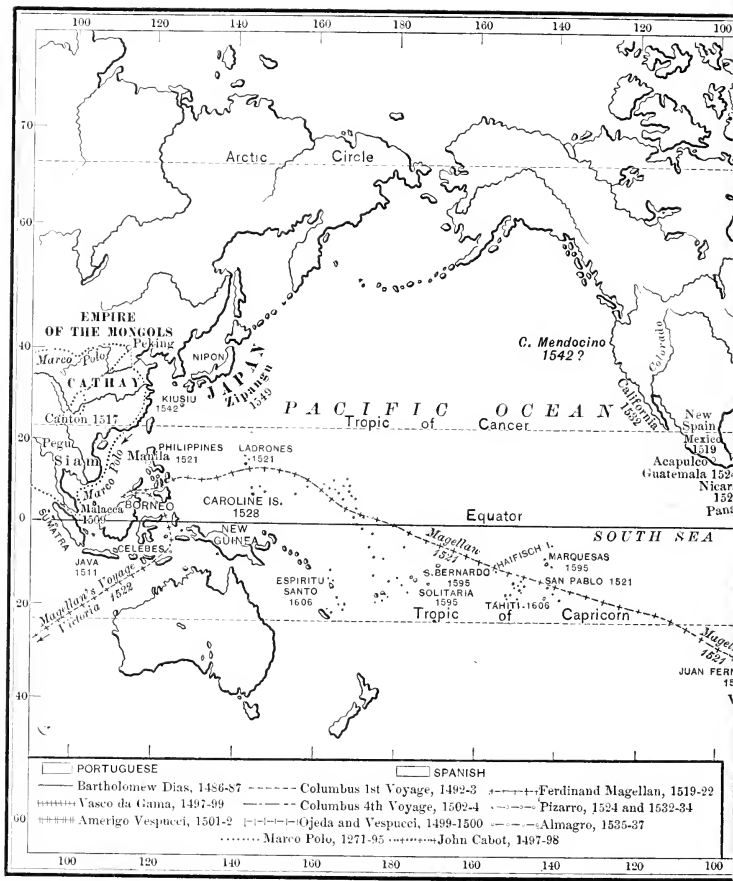 100 120 140 160 180 160 140 120 100
70
Arctic Circle
60
EMPIRE
OF THE MONGOLS
Peking
40
Marco Polo
NIPON
JAPAN
Zipangu
1549
C. Mendocino
1542?
Colorado
CATHAY
KIUSIU
1542
California
1532
Canton 1517
PACIFIC OCEAN
Tropic of Cancer
20
New
Spain
Mexico
1519
Acapulco
Guatemala 1524
Nicar
152
Pana
Pegu
Siam
Marco Polo
Manila
PHILIPPINES
1521
LADRONES
1521
Marco Polo
Malacca
1509
BORNEO
CAROLINE IS.
1528
0
Equator
SUMATRA
CELEBES
NEW
GUINEA
SOUTH SEA
JAVA
1511
Magellan
1521
HAIFISCH I.
MARQUESAS
1595
S. BERNARDO
1595
SAN PABLO 1521
SOLITARIA
1595
ESPIRITU
SANTO
1606
TAHITI-1606
20
Magellan's Voyage
Victoria 1522
Tropic of Capricorn
Magell
1521
JUAN FERN
40
PORTUGUESE SPANISH
Bartholomew Dias, 1486-87 Columbus 1st Voyage, 1492-3 Ferdinand Magellan, 1519-22
Vasco da Gama, 1497-99 Columbus 4th Voyage, 1502-4 Pizarro, 1524 and 1532-34
Amerigo Vespucci, 1501-2 Ojeda and Vespucci, 1499-1500 Almagro, 1535-37
Marco Polo, 1271-95 John Cabot, 1497-98
60
100 120 140 160 180 160 140 120 100